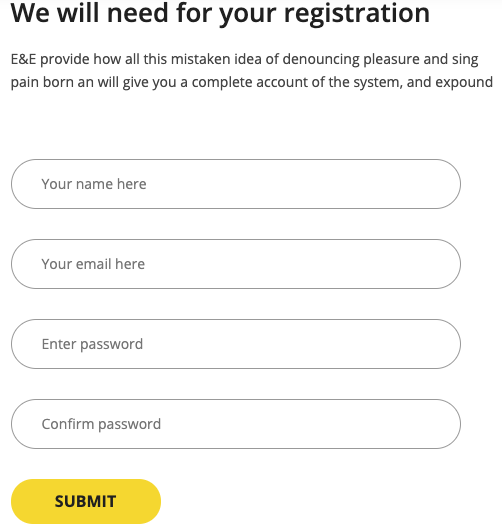 We will need for your registration
E&E provide how all this mistaken idea of denouncing pleasure and sing
pain born an will give you a complete account of the system, and expound
Your name here
Your email here
Enter password
Confirm password
SUBMIT